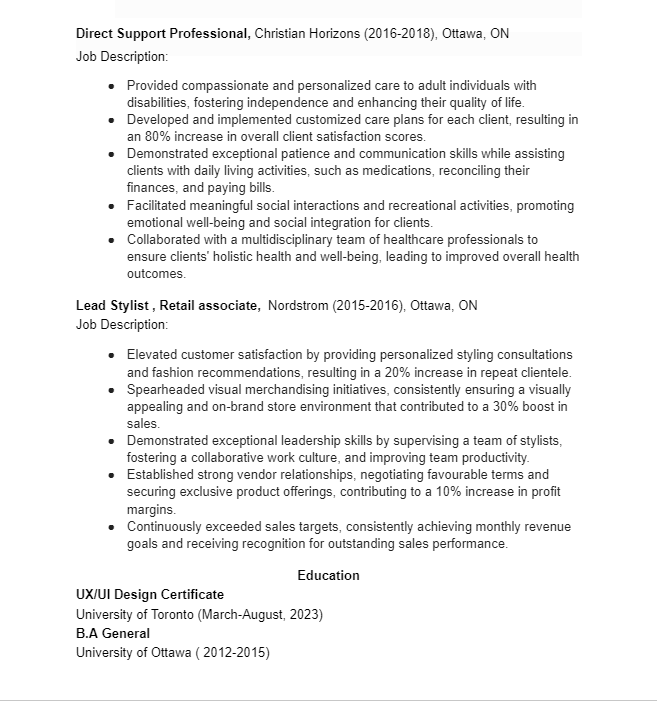 Direct Support Professional, Christian Horizons (2016-2018), Ottawa, ON
Job Description:
● Provided compassionate and personalized care to adult individuals with
disabilities, fostering independence and enhancing their quality of life.
● Developed and implemented customized care plans for each client, resulting in
an 80% increase in overall client satisfaction scores.
● Demonstrated exceptional patience and communication skills while assisting
clients with daily living activities, such as medications, reconciling their
finances, and paying bills.
● Facilitated meaningful social interactions and recreational activities, promoting
emotional well-being and social integration for clients.
● Collaborated with a multidisciplinary team of healthcare professionals to
ensure clients' holistic health and well-being, leading to improved overall health
outcomes.
Lead Stylist , Retail associate, Nordstrom (2015-2016), Ottawa, ON
Job Description:
● Elevated customer satisfaction by providing personalized styling consultations
and fashion recommendations, resulting in a 20% increase in repeat clientele.
● Spearheaded visual merchandising initiatives, consistently ensuring a visually
appealing and on-brand store environment that contributed to a 30% boost in
sales.
● Demonstrated exceptional leadership skills by supervising a team of stylists,
fostering a collaborative work culture, and improving team productivity.
● Established strong vendor relationships, negotiating favourable terms and
securing exclusive product offerings, contributing to a 10% increase in profit
margins.
● Continuously exceeded sales targets, consistently achieving monthly revenue
goals and receiving recognition for outstanding sales performance.
Education
UX/UI Design Certificate
University of Toronto (March-August, 2023)
B.A General
University of Ottawa ( 2012-2015)